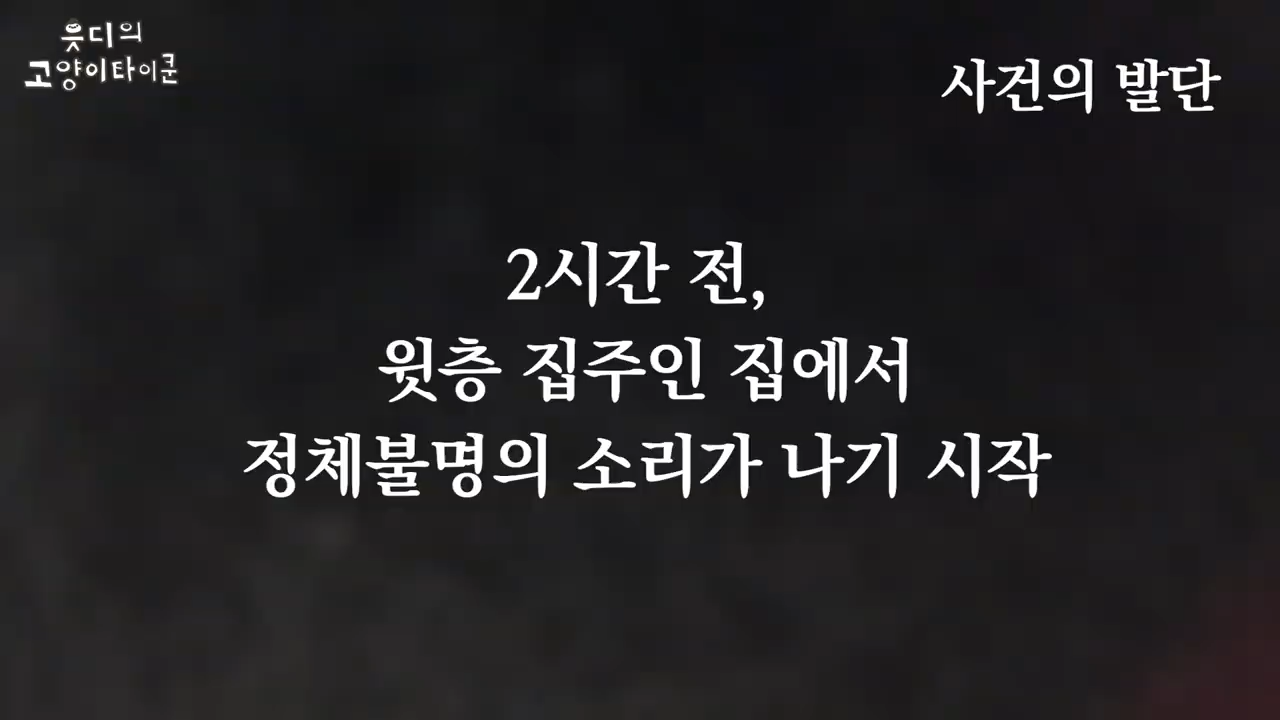 읏디의
고양이타이쿤
사건의 발단
2시간 전,
윗층 집주인 집에서
정체불명의 소리가 나기 시작